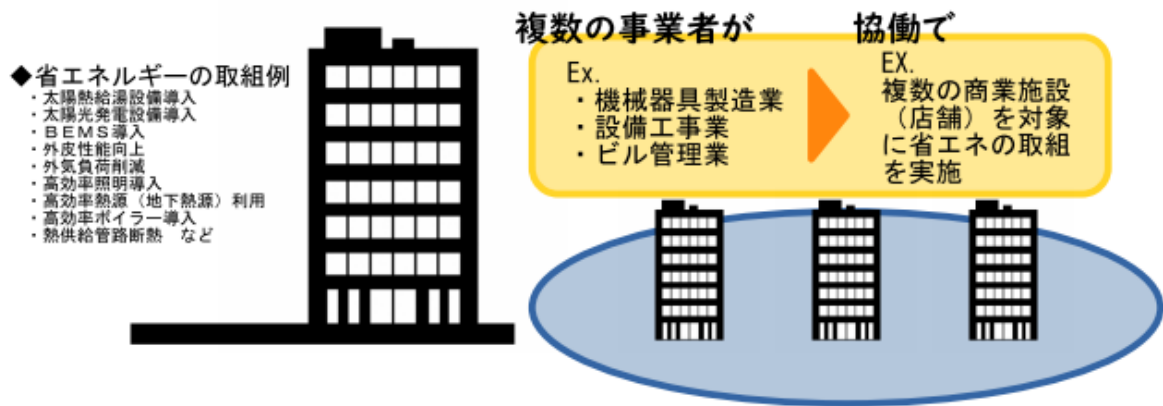 ◆省エネルギーの取組例
・太陽熱給湯設備導入
・太陽光発電設備導入
・ＢＥＭＳ導入
・外皮性能向上
・外気負荷削減
・高効率照明導入
・高効率熱源（地下熱源）利用
・高効率ボイラー導入
・熱供給管路断熱　など
複数の事業者が
Ex.
・機械器具製造業
・設備工事業
・ビル管理業
協働で
EX.
複数の商業施設
（店舗）を対象
に省エネの取組
を実施